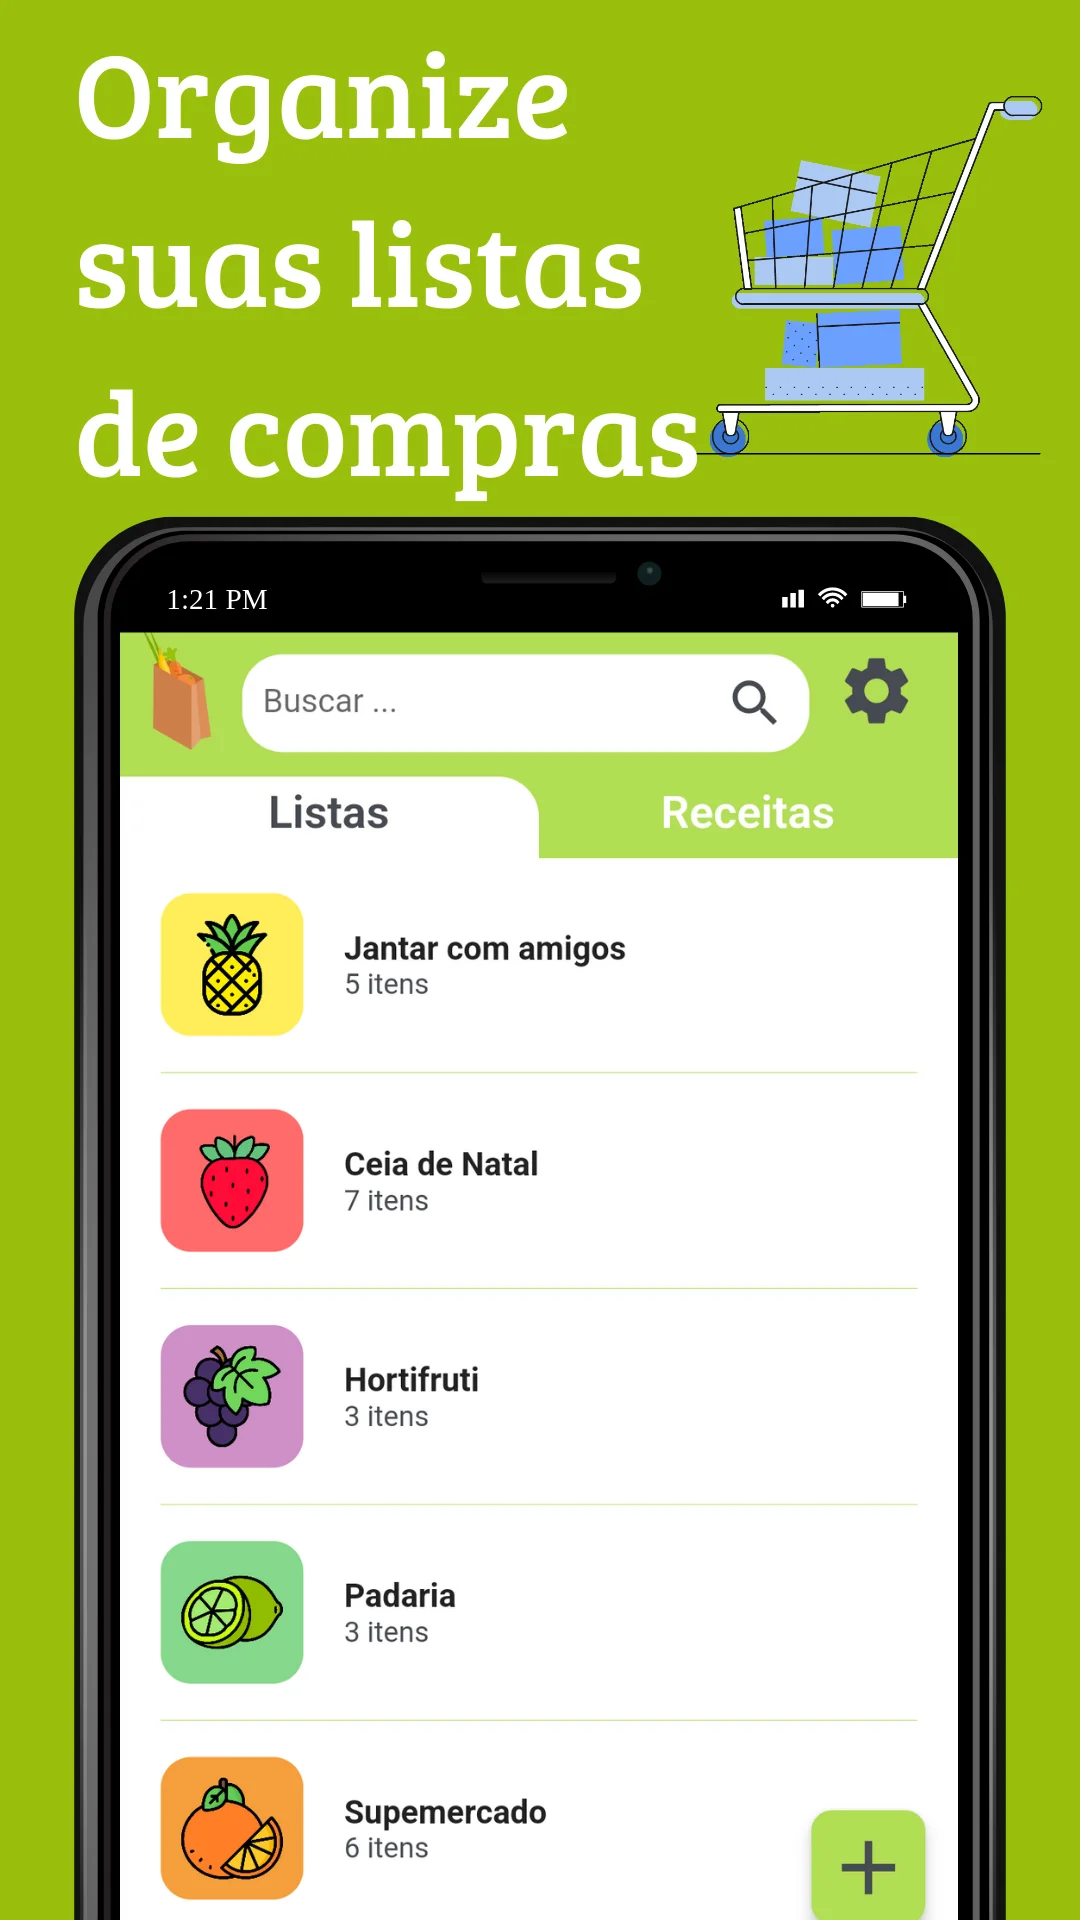 Organize
suas listas
de compras
1:21 PM
Buscar ...
Listas
Receitas
Jantar com amigos
5 itens
Ceia de Natal
7 itens
Hortifruti
3 itens
Padaria
3 itens
Supemercado
6 itens